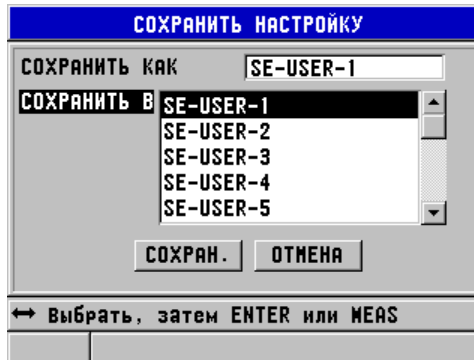 СОХРАНИТЬ НАСТРОЙКУ
СОХРАНИТЬ КАК SE-USER-1
СОХРАНИТЬ В SE-USER-1
SE-USER-2
SE-USER-3
SE-USER-4
SE-USER-5
СОХРАН. ОТМЕНА
↔ Выбрать, затем ENTER или MEAS